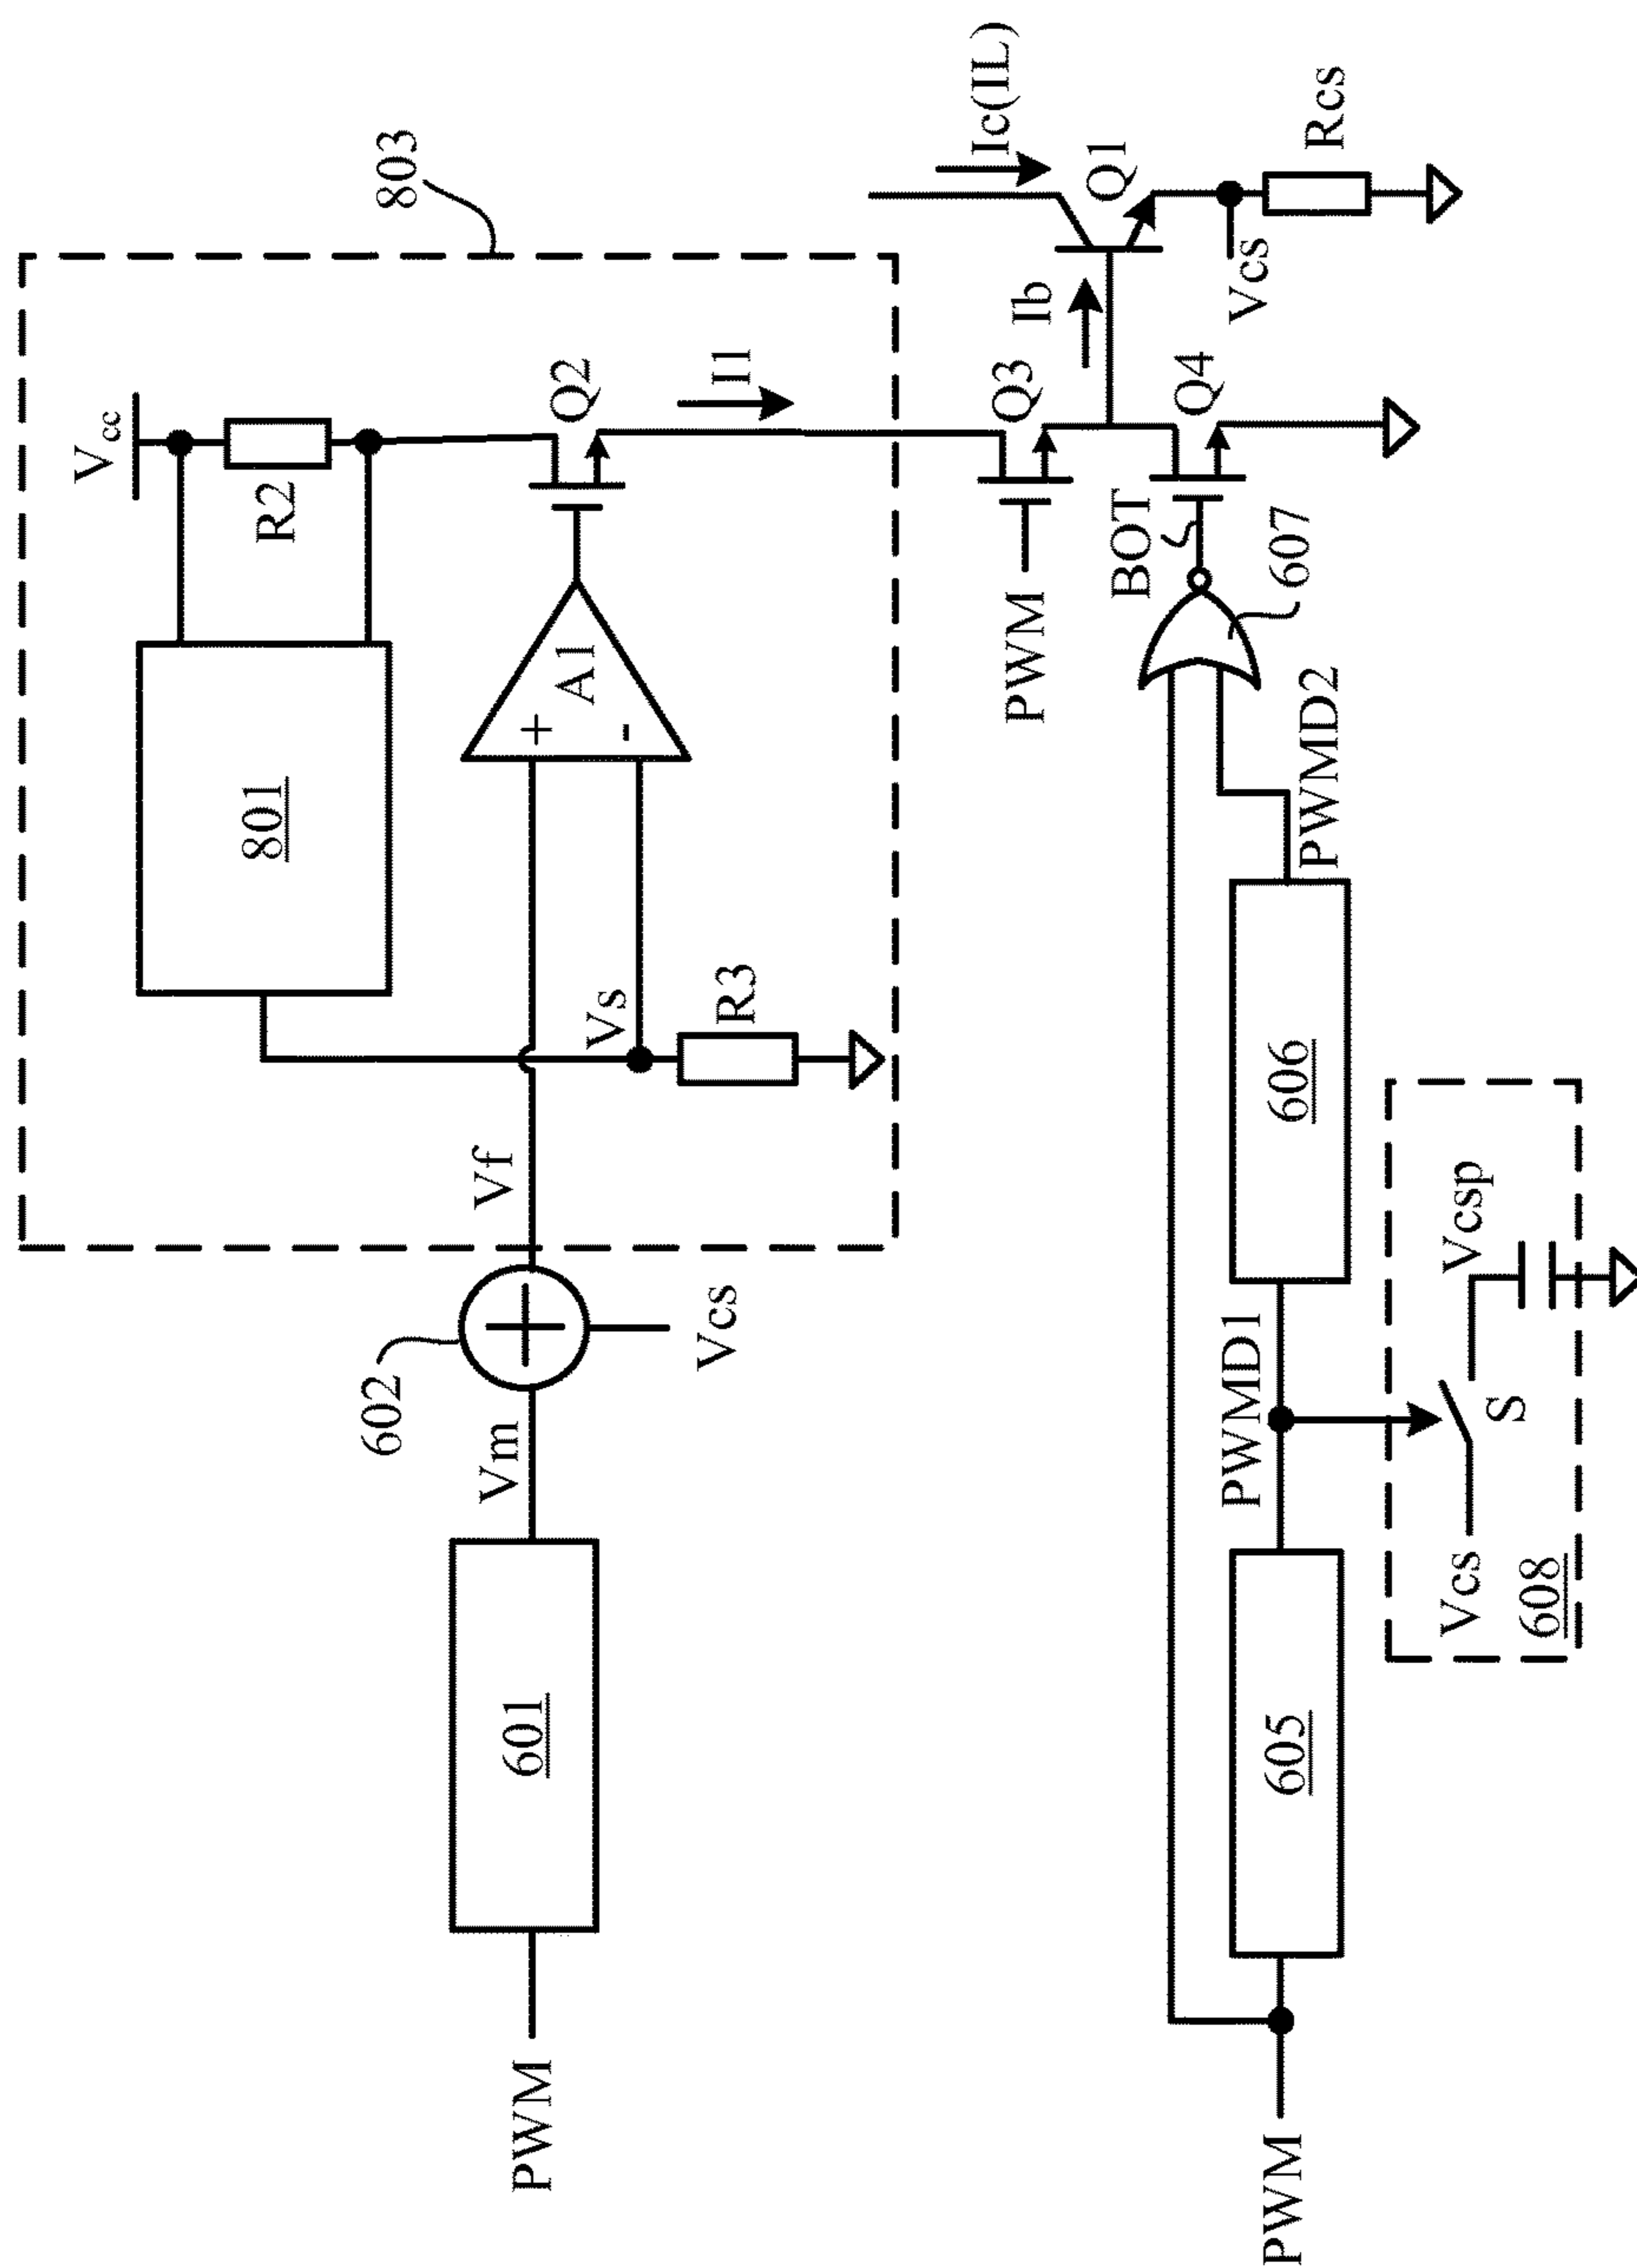 803
Vcc
R2
801
Q2
I1
A1
+
-
Vs
R3
Vf
602
Vm
Vcs
601
PWM
Ic(IL)
Q1
Ib
Q3
PWM
Q4
BOT
Vcs
Rcs
607
PWMD2
606
PWMD1
605
PWM
Vcs
S
Vcsp
608